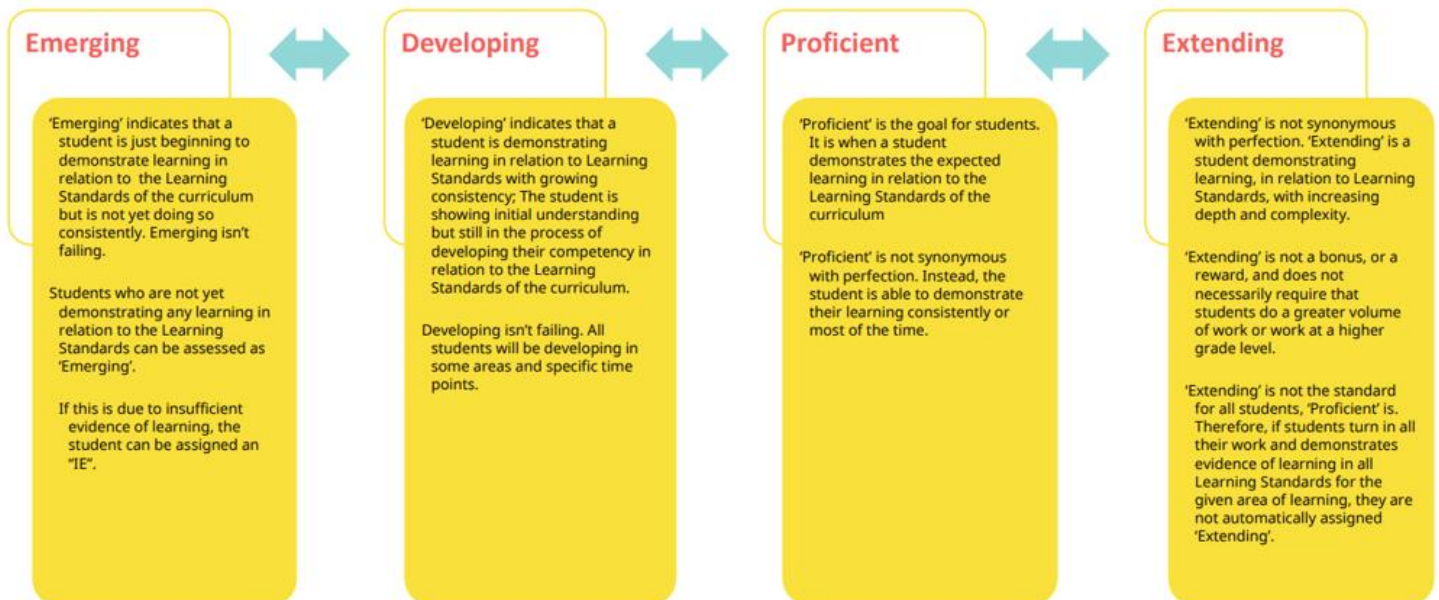 Emerging
'Emerging' indicates that a
student is just beginning to
demonstrate learning in
relation to the Learning
Standards of the curriculum
but is not yet doing so
consistently. Emerging isn't
failing.
Students who are not yet
demonstrating any learning in
relation to the Learning
Standards can be assessed as
'Emerging'.
If this is due to insufficient
evidence of learning, the
student can be assigned an
"IE".
Developing
'Developing' indicates that a
student is demonstrating
learning in relation to Learning
Standards with growing
consistency; The student is
showing initial understanding
but still in the process of
developing their competency in
relation to the Learning
Standards of the curriculum.
Developing isn't failing. All
students will be developing in
some areas and specific time
points.
Proficient
'Proficient' is the goal for students.
It is when a student
demonstrates the expected
learning in relation to the
Learning Standards of the
curriculum
'Proficient' is not synonymous
with perfection. Instead, the
student is able to demonstrate
their learning consistently or
most of the time.
Extending
'Extending' is not synonymous
with perfection. 'Extending' is a
student demonstrating
learning, in relation to Learning
Standards, with increasing
depth and complexity.
'Extending' is not a bonus, or a
reward, and does not
necessarily require that
students do a greater volume
of work or work at a higher
grade level.
'Extending' is not the standard
for all students, 'Proficient' is.
Therefore, if students turn in all
their work and demonstrates
evidence of learning in all
Learning Standards for the
given area of learning, they are
not automatically assigned
'Extending'.